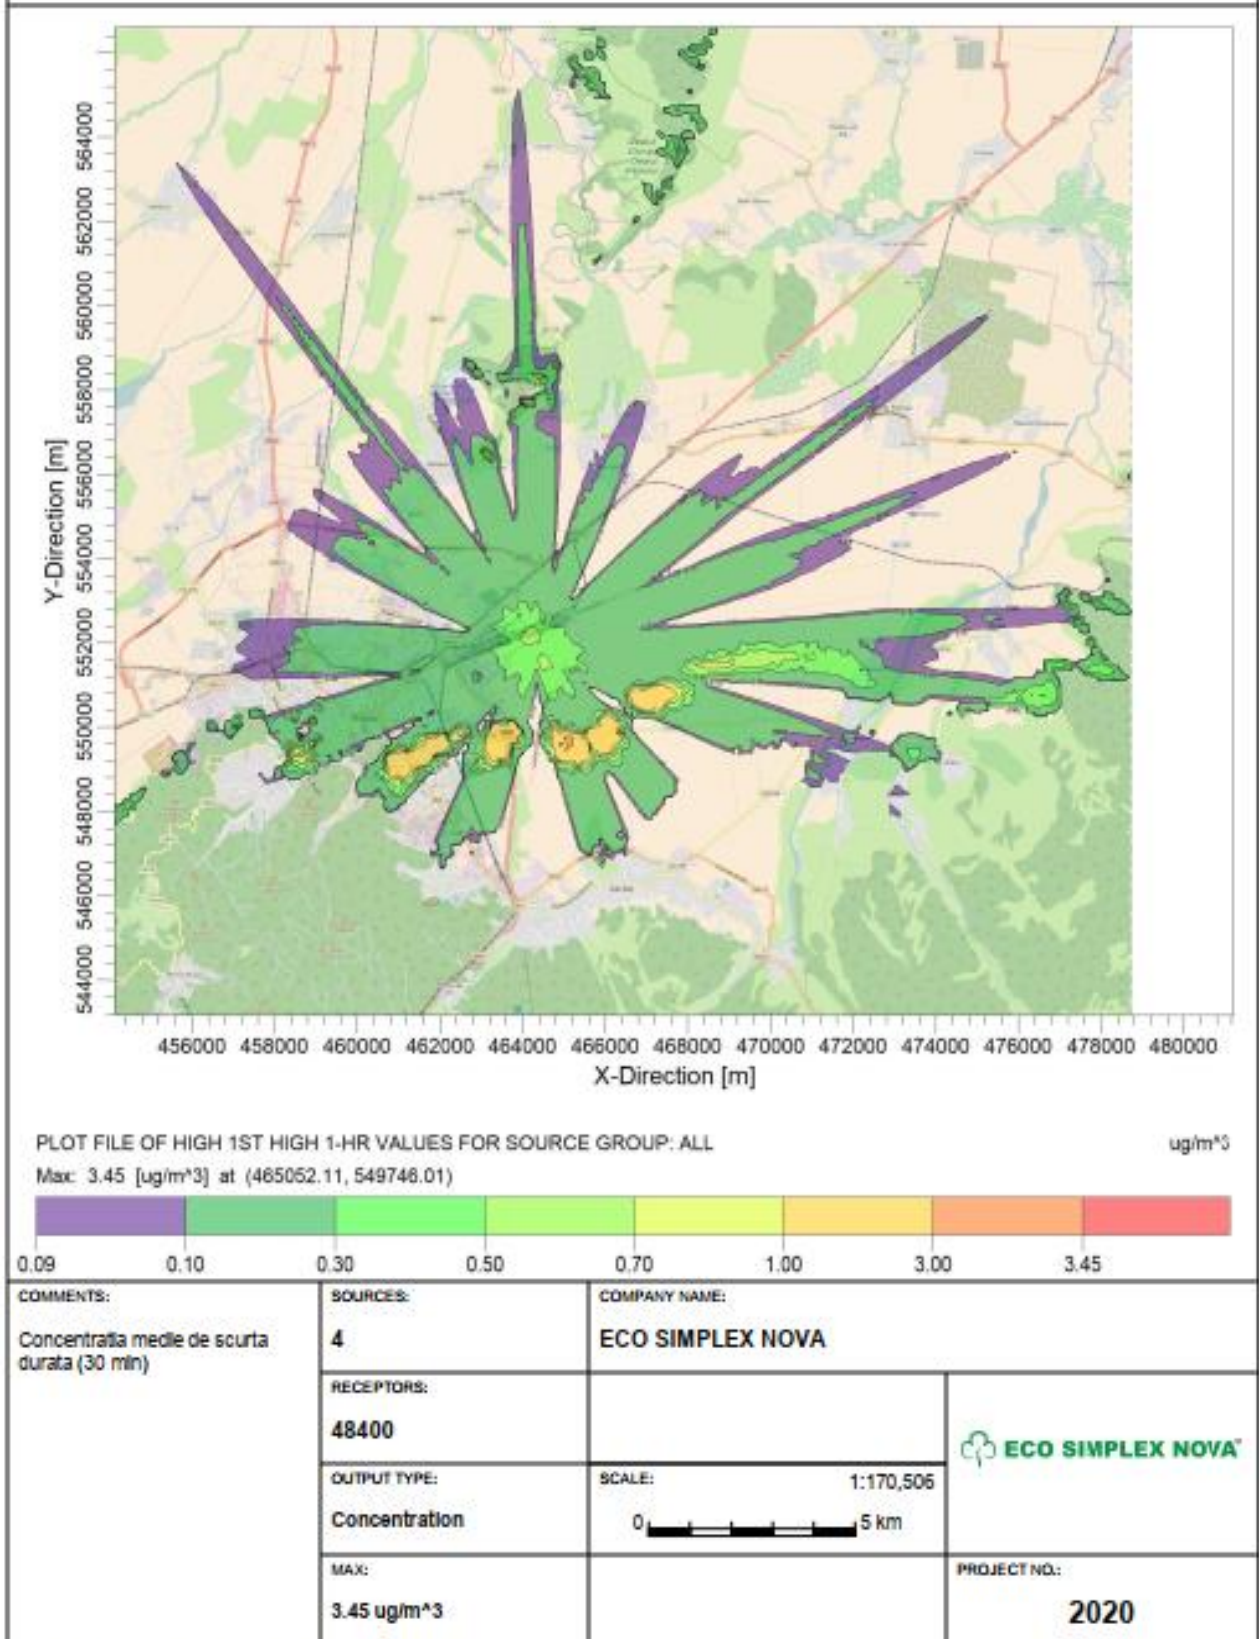 Y-Direction [m]
564000
562000
560000
558000
556000
554000
552000
550000
548000
546000
544000
456000 458000 460000 462000 464000 466000 468000 470000 472000 474000 476000 478000 480000
X-Direction [m]
PLOT FILE OF HIGH 1ST HIGH 1-HR VALUES FOR SOURCE GROUP: ALL
ug/m^3
Max: 3.45 [ug/m^3] at (465052.11, 549746.01)
0.09 0.10 0.30 0.50 0.70 1.00 3.00 3.45
COMMENTS:
Concentratia medie de scurta
durata (30 min)
SOURCES:
4
COMPANY NAME:
ECO SIMPLEX NOVA
RECEPTORS:
48400
ECO SIMPLEX NOVA
OUTPUT TYPE:
Concentration
SCALE: 1:170,506
0 5 km
MAX:
3.45 ug/m^3
PROJECT NO.:
2020